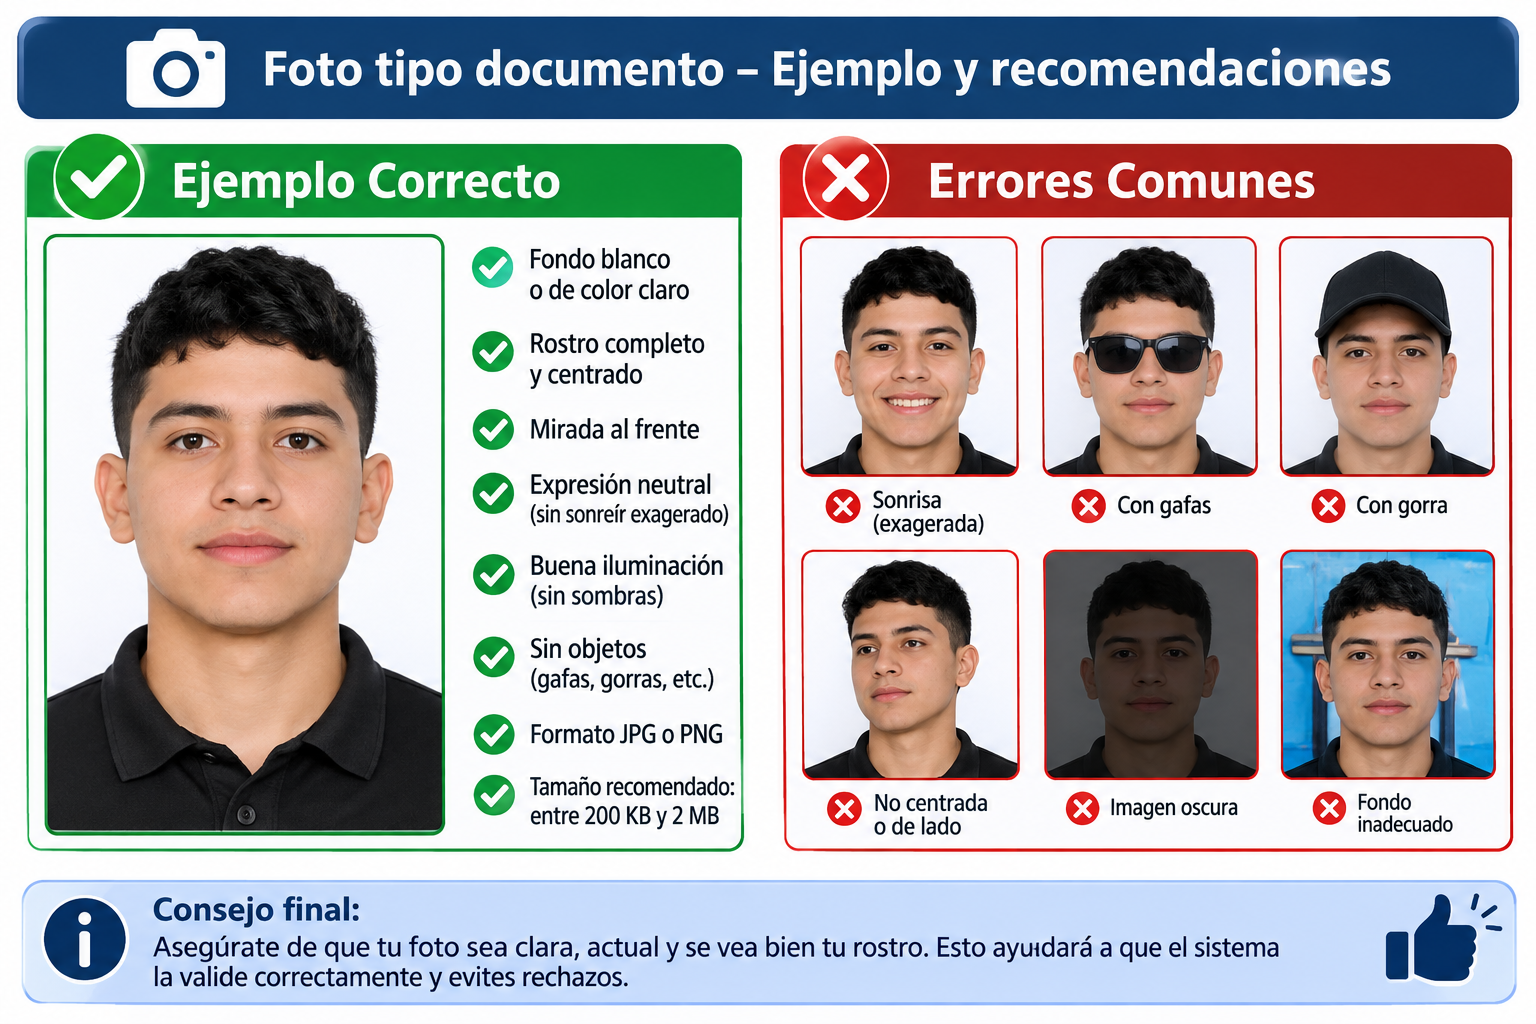 Foto tipo documento – Ejemplo y recomendaciones
Ejemplo Correcto
Fondo blanco
o de color claro
Rostro completo
y centrado
Mirada al frente
Expresión neutral
(sin sonreír exagerado)
Buena iluminación
(sin sombras)
Sin objetos
(gafas, gorras, etc.)
Formato JPG o PNG
Tamaño recomendado:
entre 200 KB y 2 MB
Errores Comunes
Sonrisa
(exagerada)
Con gafas
Con gorra
No centrada
o de lado
Imagen oscura
Fondo
inadecuado
Consejo final:
Asegúrate de que tu foto sea clara, actual y se vea bien tu rostro. Esto ayudará a que el sistema
la valide correctamente y evites rechazos.